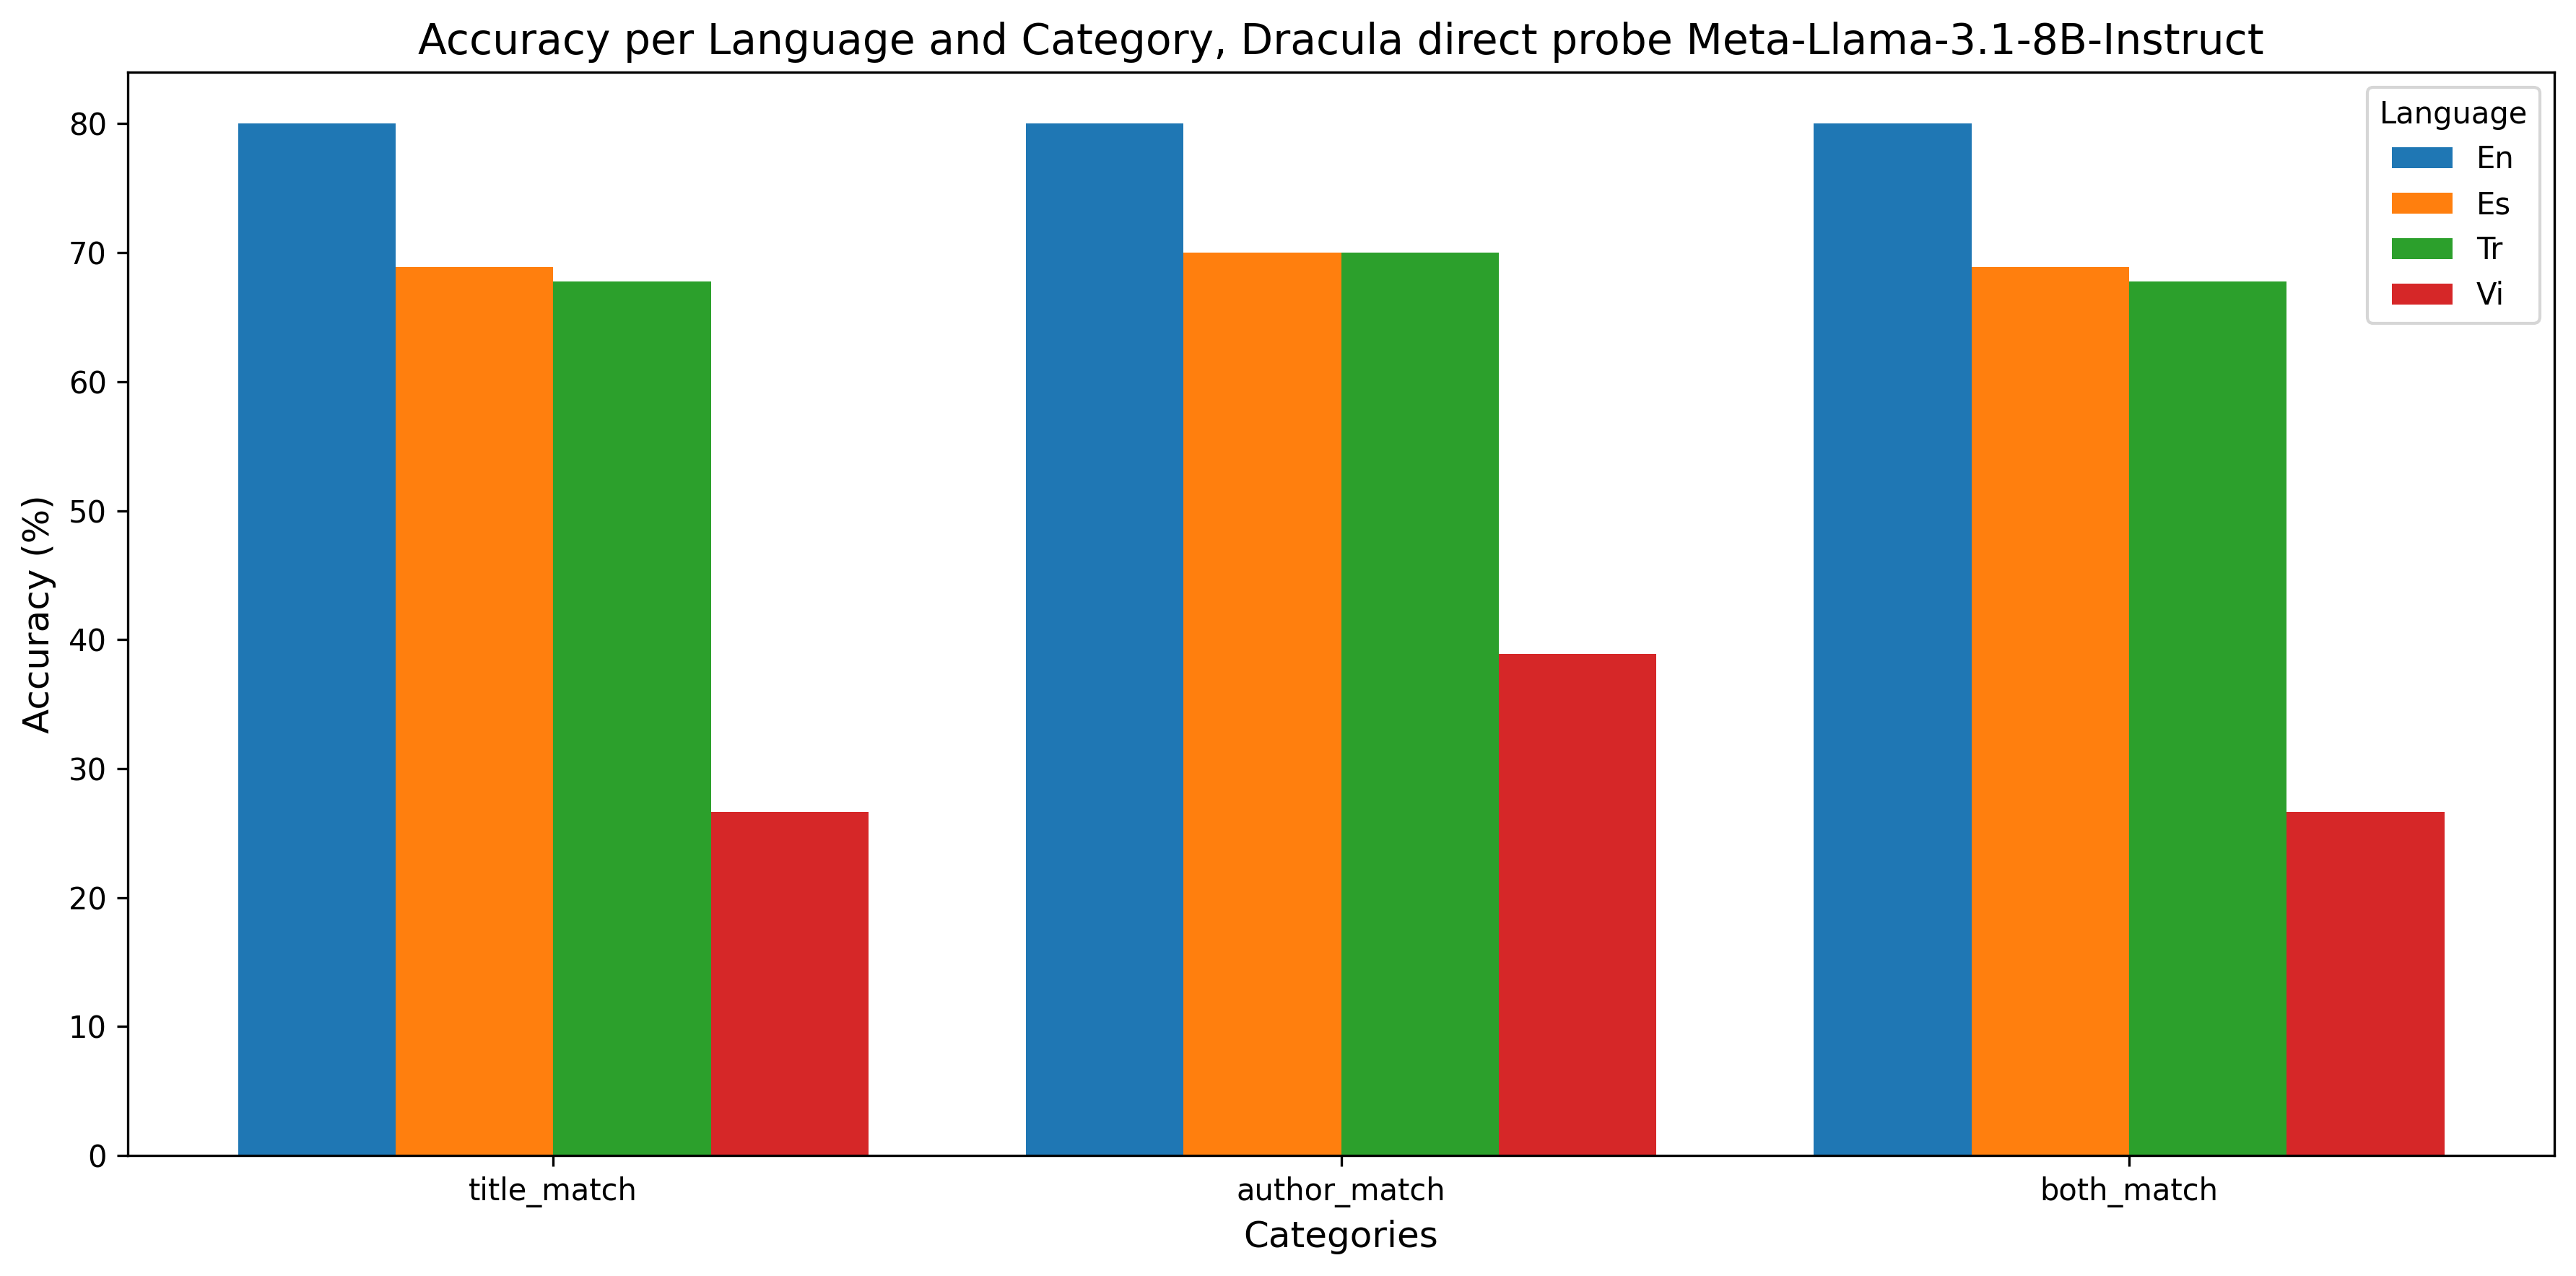 Accuracy per Language and Category, Dracula direct probe Meta-Llama-3.1-8B-Instruct
Accuracy (%)
80
70
60
50
40
30
20
10
0
Language
En
Es
Tr
Vi
title_match
author_match
both_match
Categories